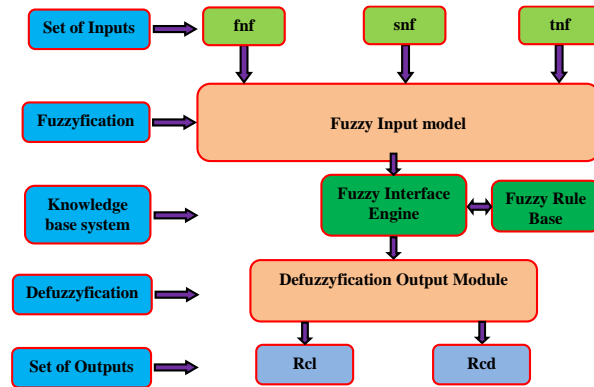 Set of Inputs
fnf
snf
tnf
Fuzzyfication
Fuzzy Input model
Knowledge
base system
Fuzzy Interface
Engine
Fuzzy Rule
Base
Defuzzyfication
Defuzzyfication Output Module
Set of Outputs
Rcl
Rcd